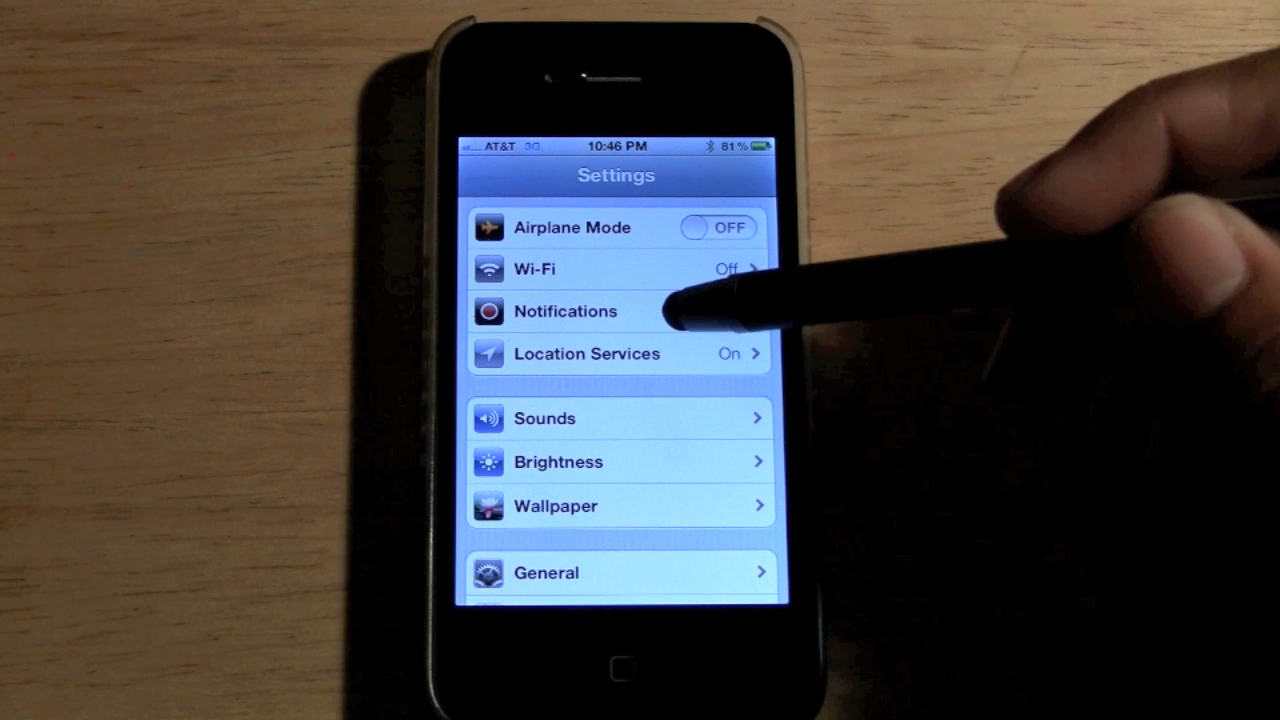 AT&T 3G 10:46 PM 81%
Settings
Airplane Mode OFF
Wi-Fi Off
Notifications
Location Services On
Sounds
Brightness
Wallpaper
General